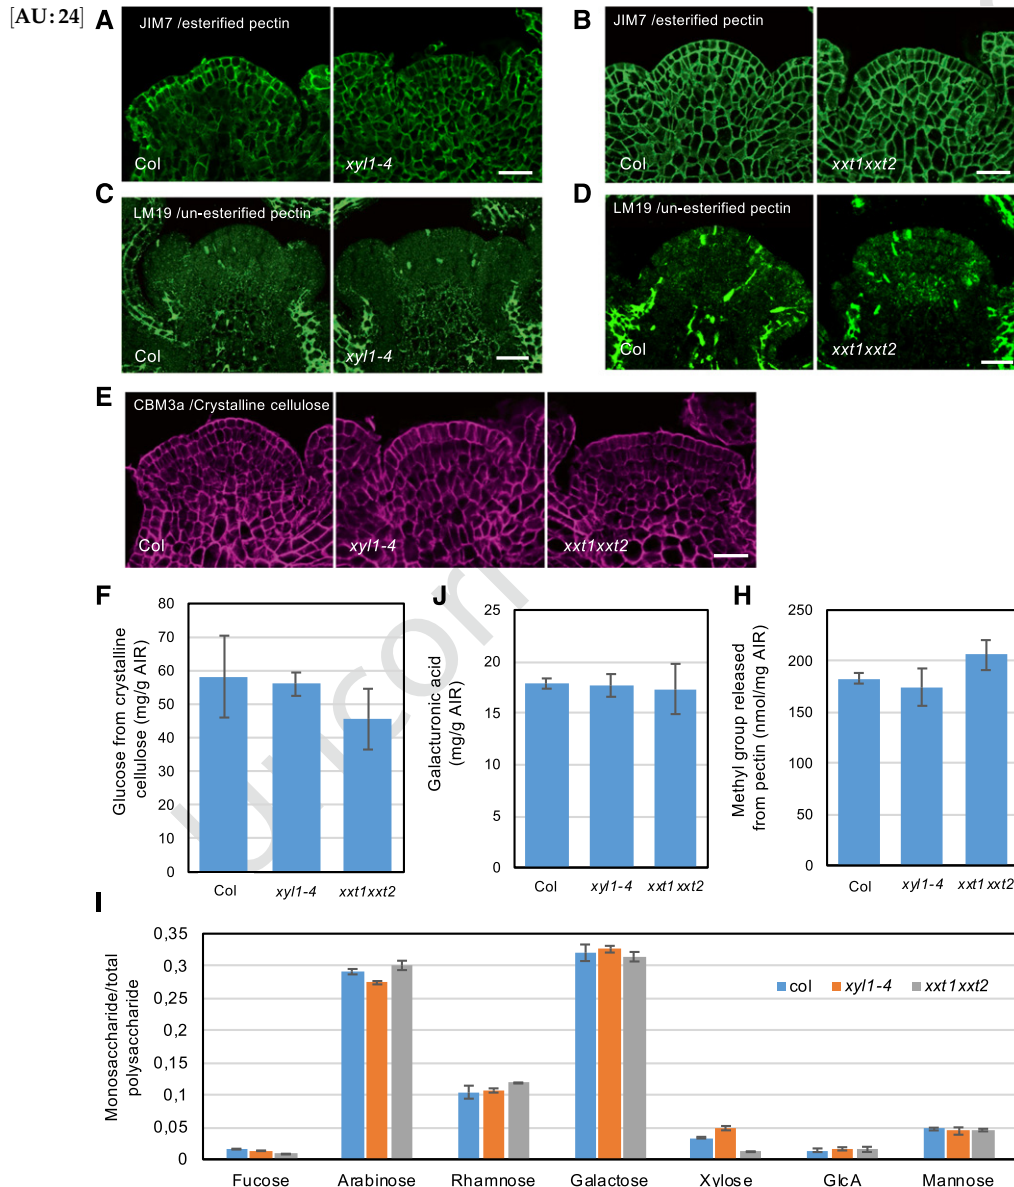 [AU: 24]
A
JIM7 /esterified pectin
Col
xyl1-4
B
JIM7 /esterified pectin
Col
xxt1xxt2
C
LM19 /un-esterified pectin
Col
xyl1-4
D
LM19 /un-esterified pectin
Col
xxt1xxt2
E
CBM3a /Crystalline cellulose
Col
xyl1-4
xxt1xxt2
F
Glucose from crystalline
cellulose (mg/g AIR)
80
70
60
50
40
30
20
10
0
Col
xyl1-4
xxt1xxt2
J
Galacturonic acid
(mg/g AIR)
25
20
15
10
5
0
Col
xyl1-4
xxt1xxt2
H
Methyl group released
from pectin (nmol/mg AIR)
250
200
150
100
50
0
Col
xyl1-4
xxt1xxt2
I
Monosaccharide/total
polysaccharide
0,35
0,3
0,25
0,2
0,15
0,1
0,05
0
col
xyl1-4
xxt1xxt2
Fucose
Arabinose
Rhamnose
Galactose
Xylose
GlcA
Mannose